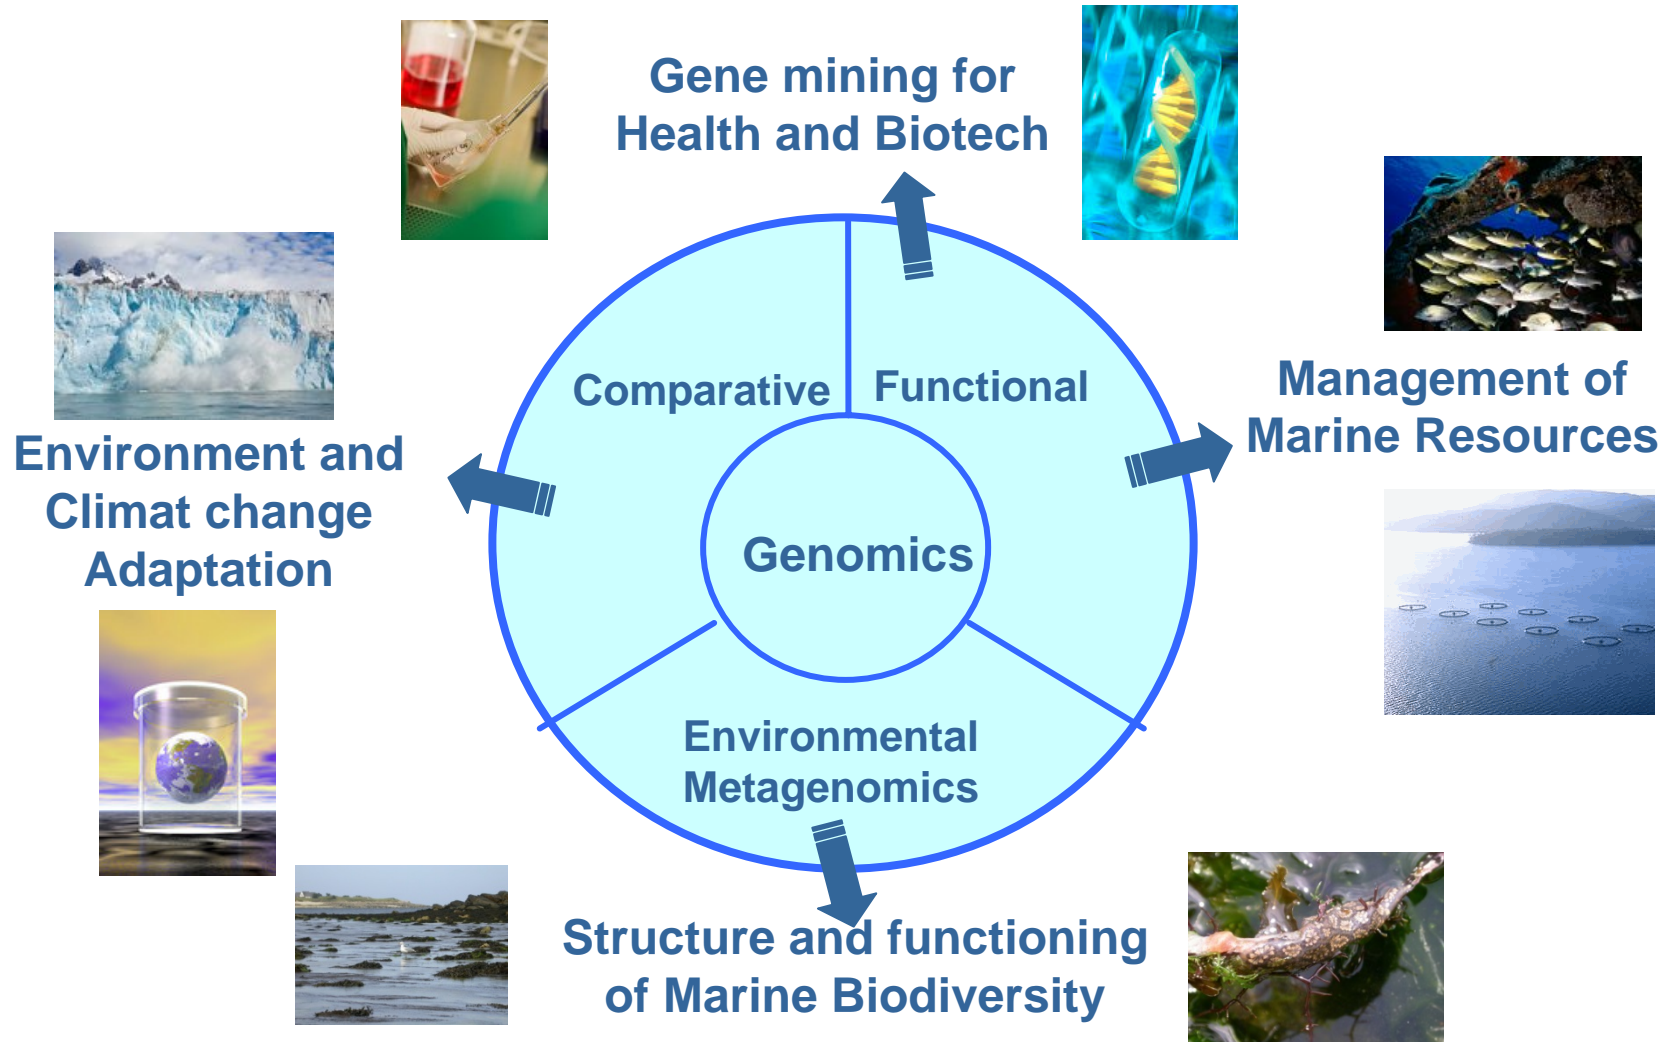 Gene mining for
Health and Biotech
Comparative
Functional
Management of
Marine Resources
Environment and
Climat change
Adaptation
Genomics
Environmental
Metagenomics
Structure and functioning
of Marine Biodiversity